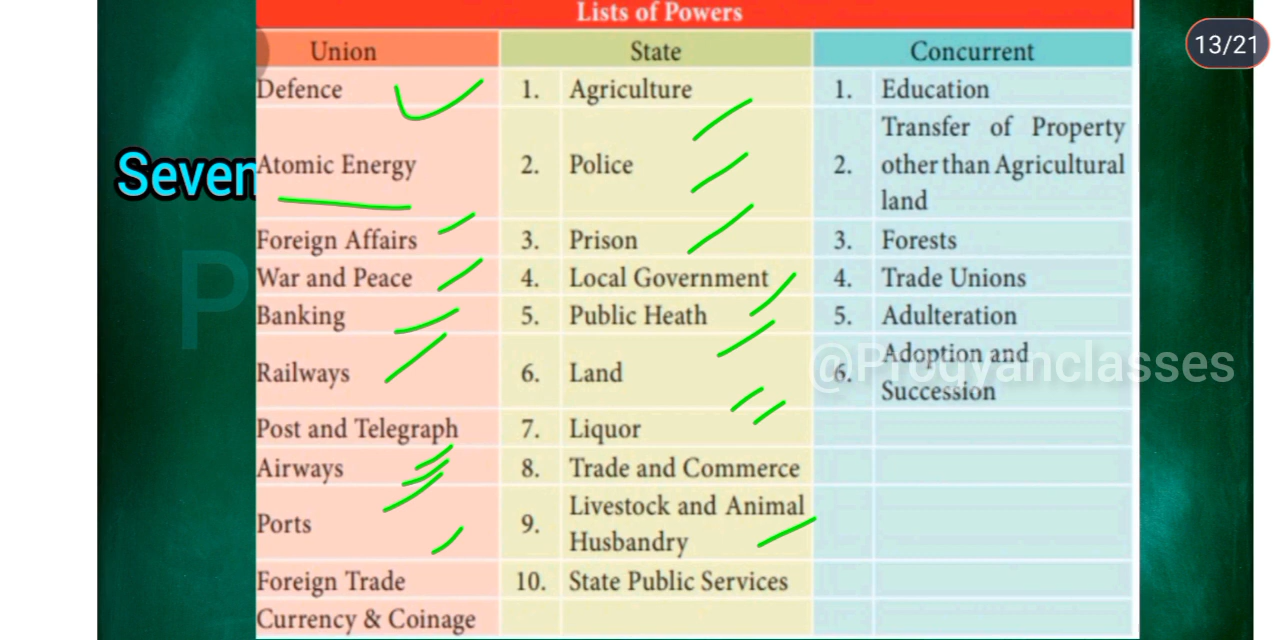 Lists of Powers
13/21
Union State Concurrent
Defence 1. Agriculture 1. Education
Seven
Atomic Energy 2. Police 2. Transfer of Property
other than Agricultural
land
Foreign Affairs 3. Prison 3. Forests
War and Peace 4. Local Government 4. Trade Unions
Banking 5. Public Heath 5. Adulteration
Railways 6. Land 6. Adoption and
Succession
@Progyanclasses
Post and Telegraph 7. Liquor
Airways 8. Trade and Commerce
Ports 9. Livestock and Animal
Husbandry
Foreign Trade 10. State Public Services
Currency & Coinage
P